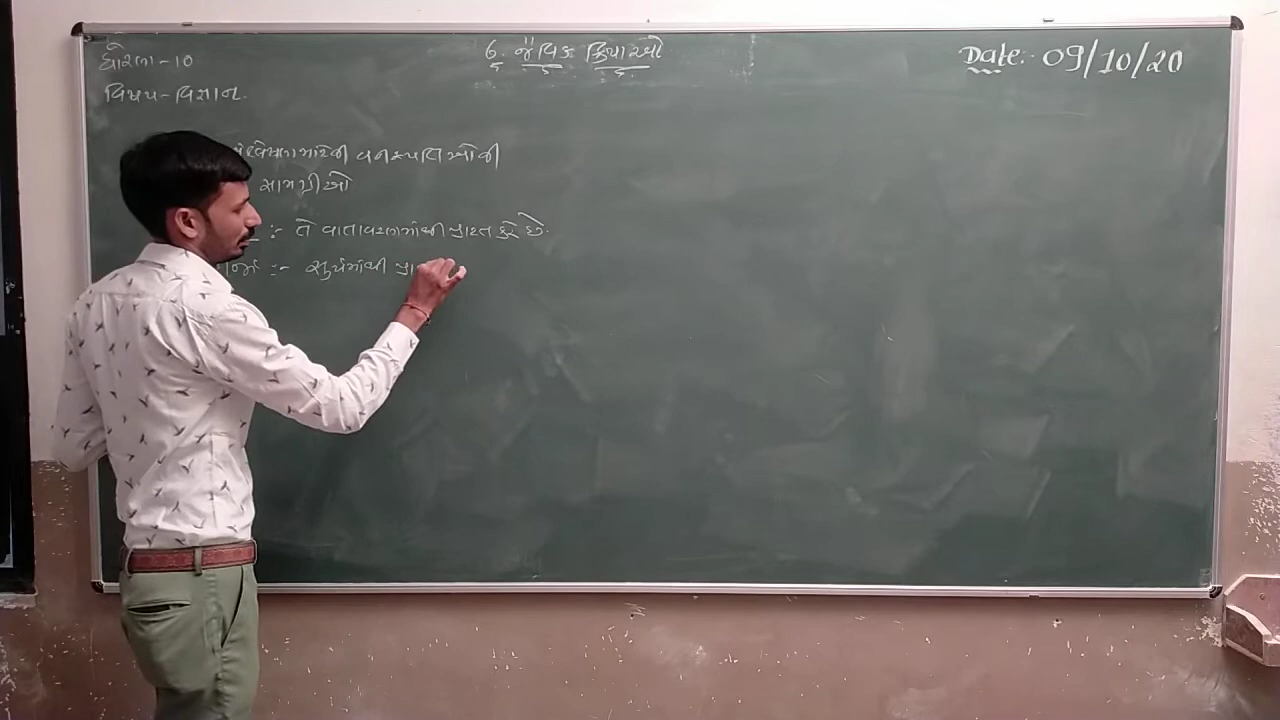 ધોરણ-10
વિષય-વિજ્ઞાન.
6. જૈવિક ક્રિયાઓ
Date:- 09/10/20
વનસ્પતિઓની
સામગ્રીઓ
:- તે વાતાવરણમાંથી પ્રાપ્ત કરે છે.
:- સુર્યમાંથી પ્રા